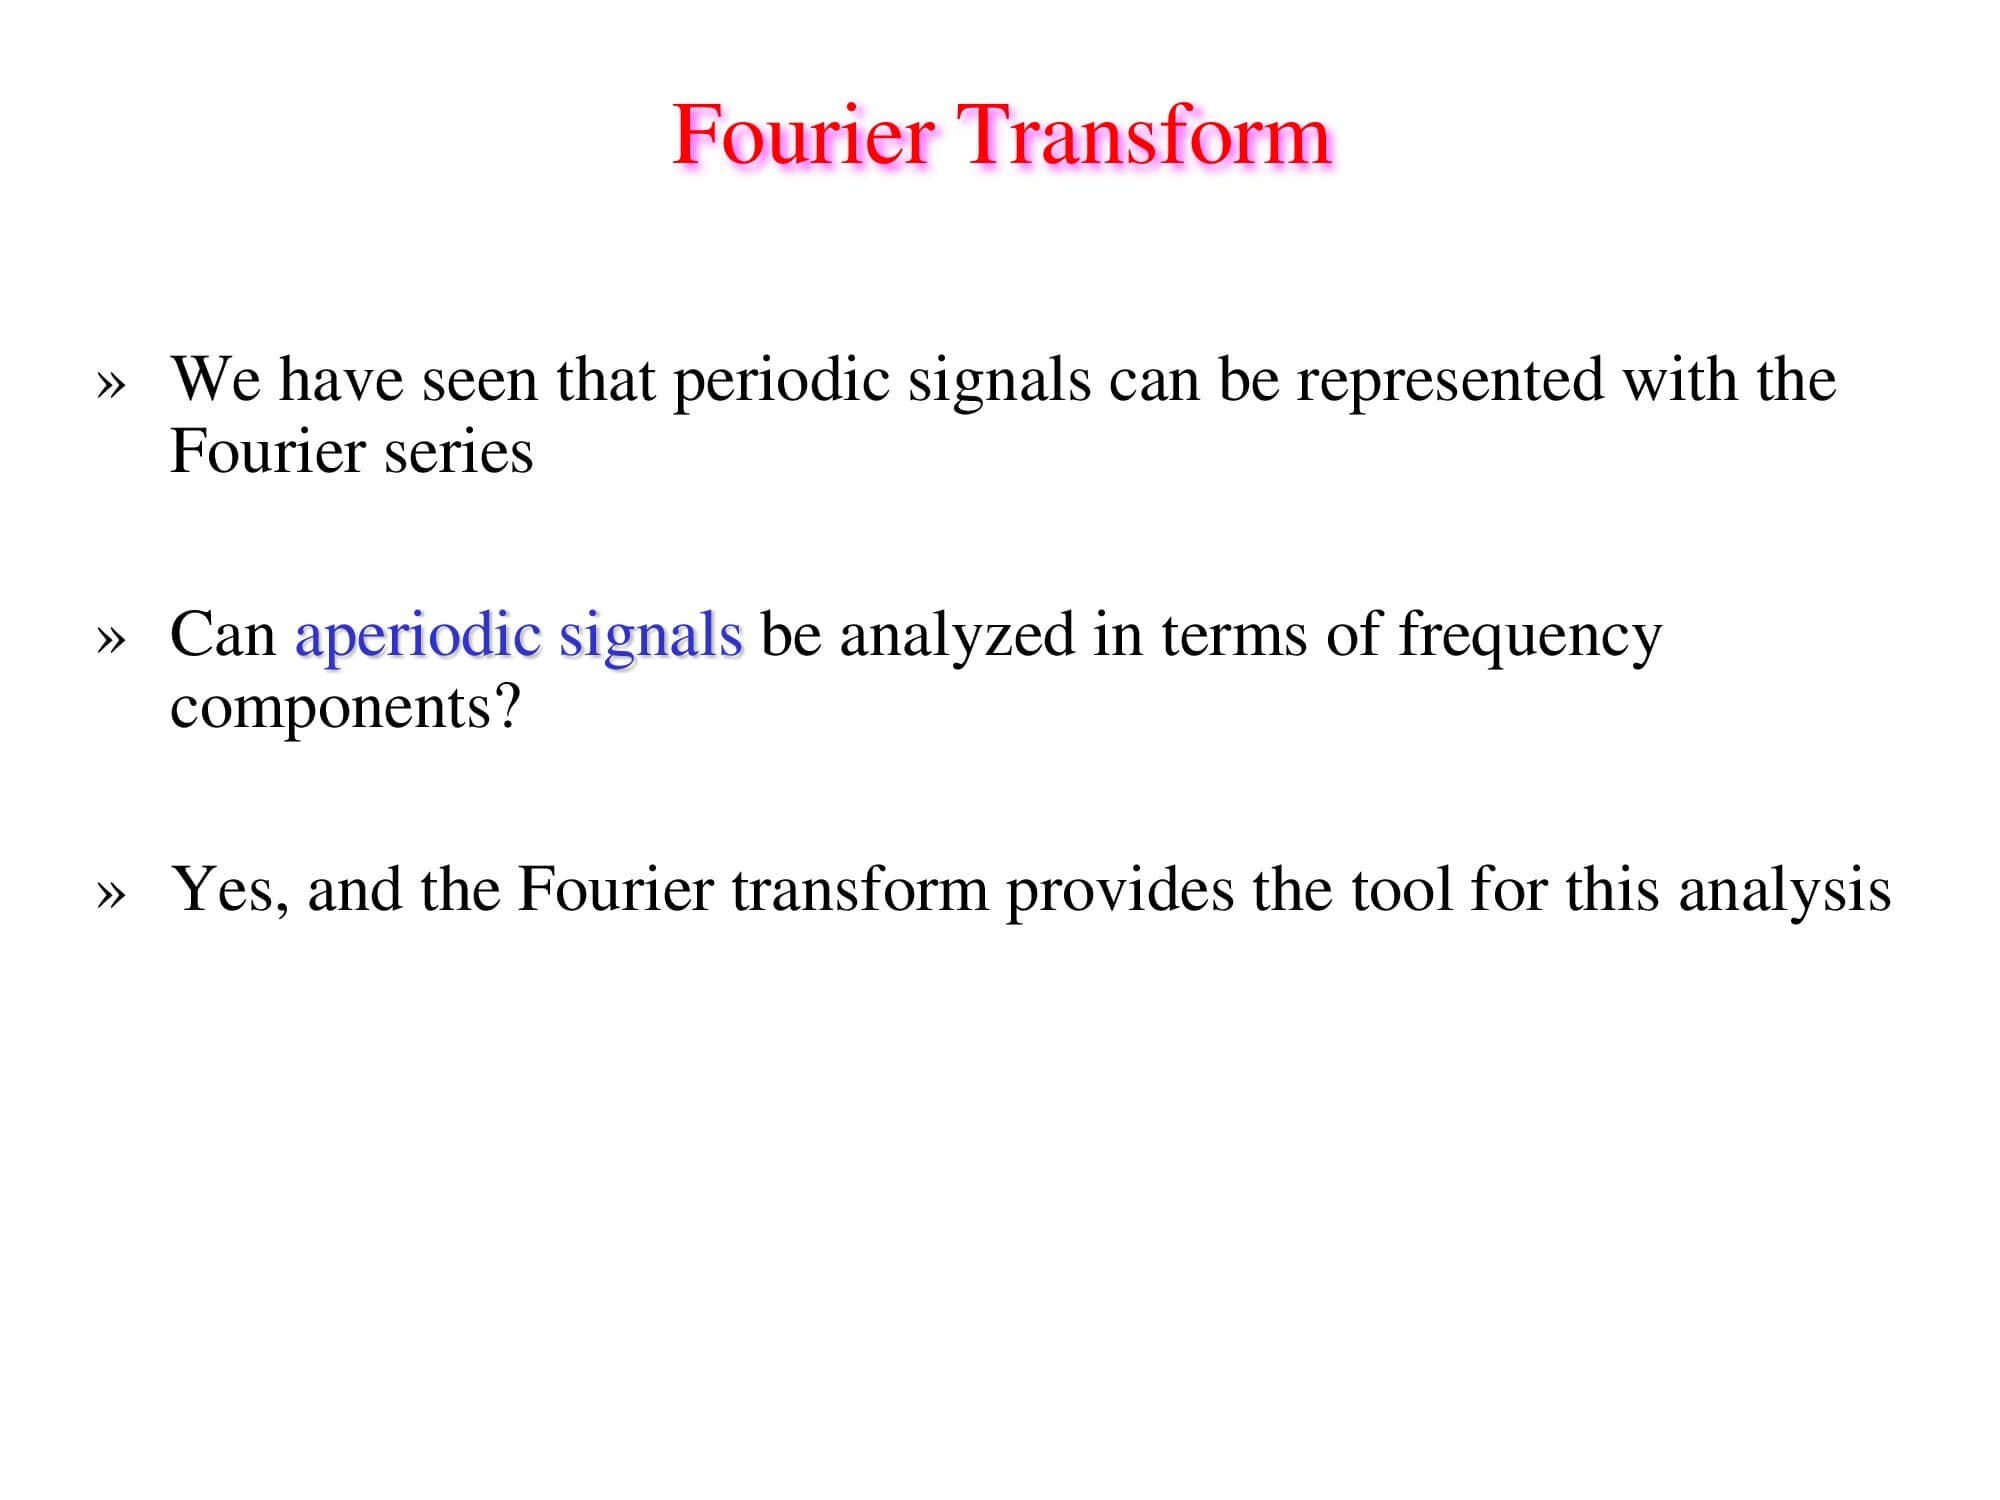 Fourier Transform
» We have seen that periodic signals can be represented with the
Fourier series
» Can aperiodic signals be analyzed in terms of frequency
components?
» Yes, and the Fourier transform provides the tool for this analysis